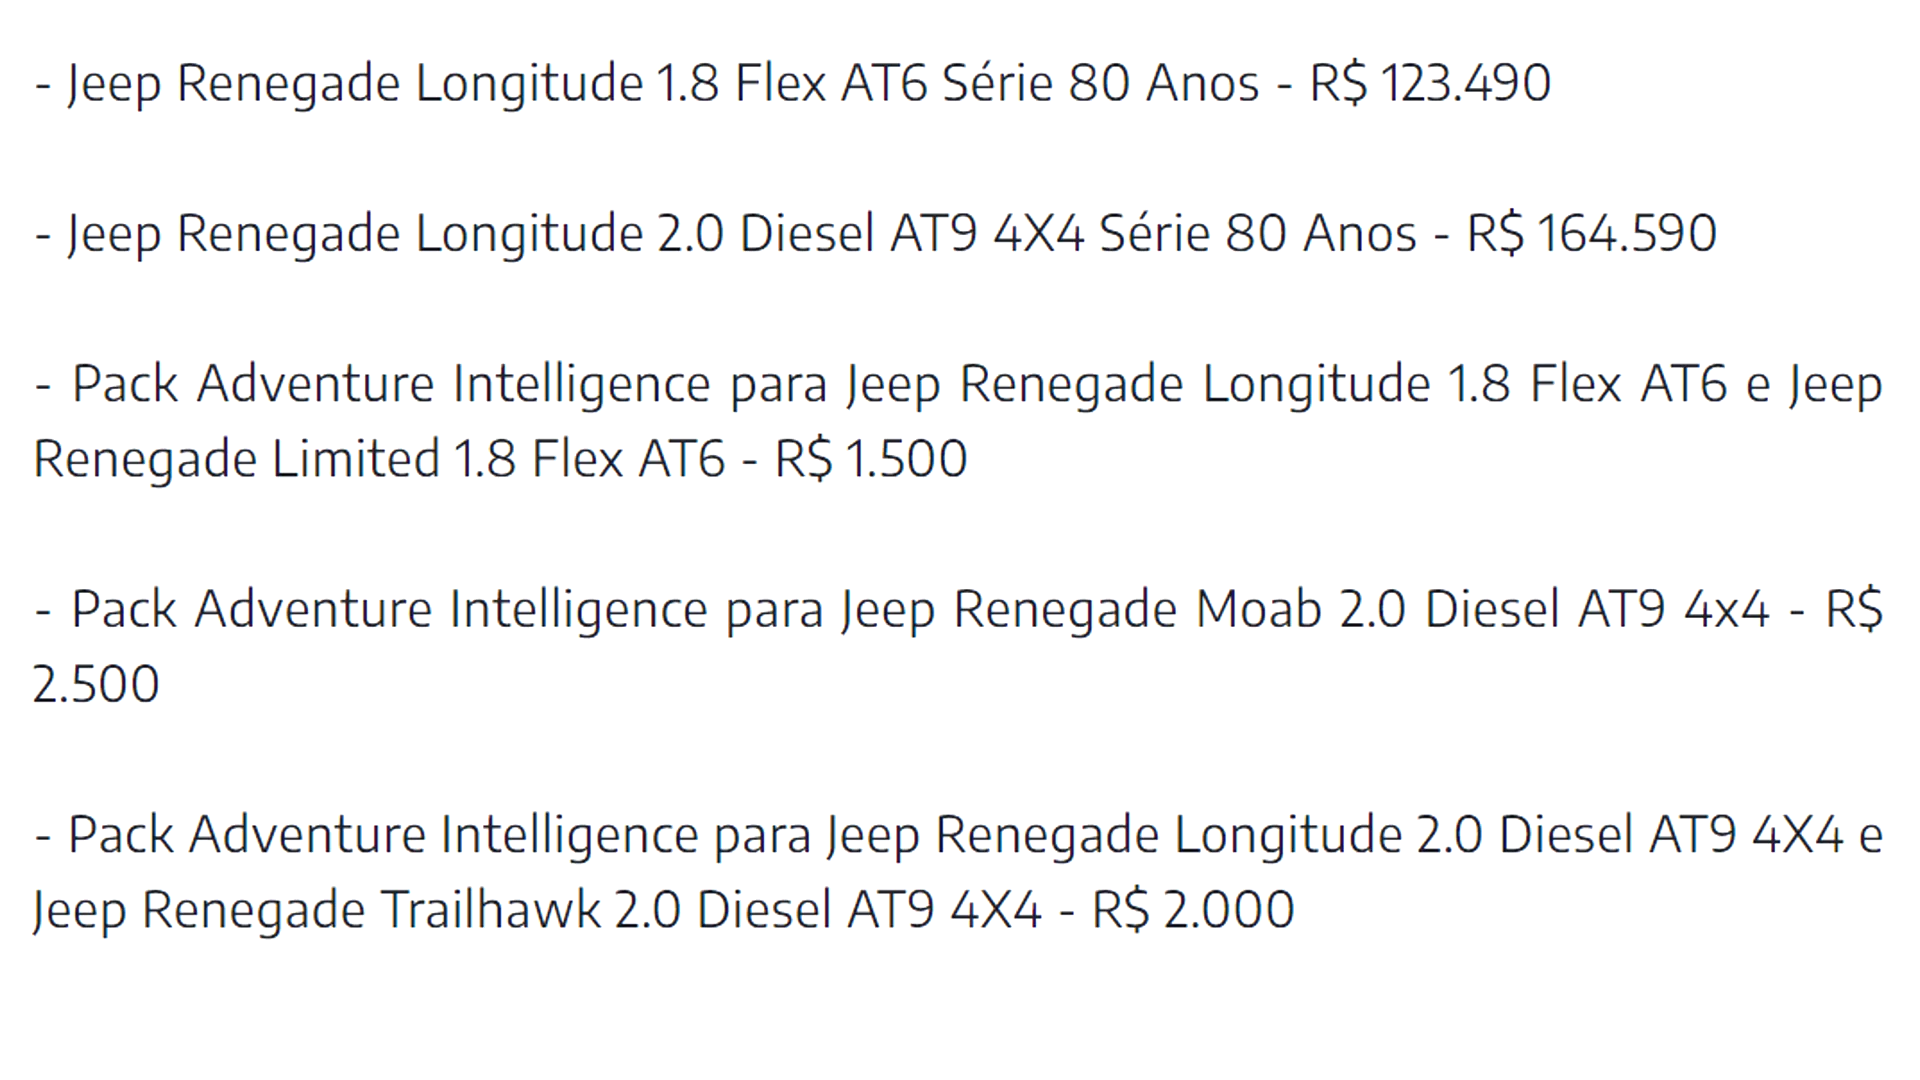 - Jeep Renegade Longitude 1.8 Flex AT6 Série 80 Anos - R$ 123.490
- Jeep Renegade Longitude 2.0 Diesel AT9 4X4 Série 80 Anos - R$ 164.590
- Pack Adventure Intelligence para Jeep Renegade Longitude 1.8 Flex AT6 e Jeep
Renegade Limited 1.8 Flex AT6 - R$ 1.500
- Pack Adventure Intelligence para Jeep Renegade Moab 2.0 Diesel AT9 4x4 - R$
2.500
- Pack Adventure Intelligence para Jeep Renegade Longitude 2.0 Diesel AT9 4X4 e
Jeep Renegade Trailhawk 2.0 Diesel AT9 4X4 - R$ 2.000